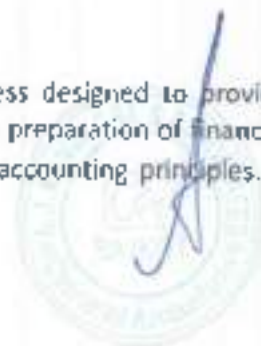 ess designed to provi
preparation of financ
accounting principles.